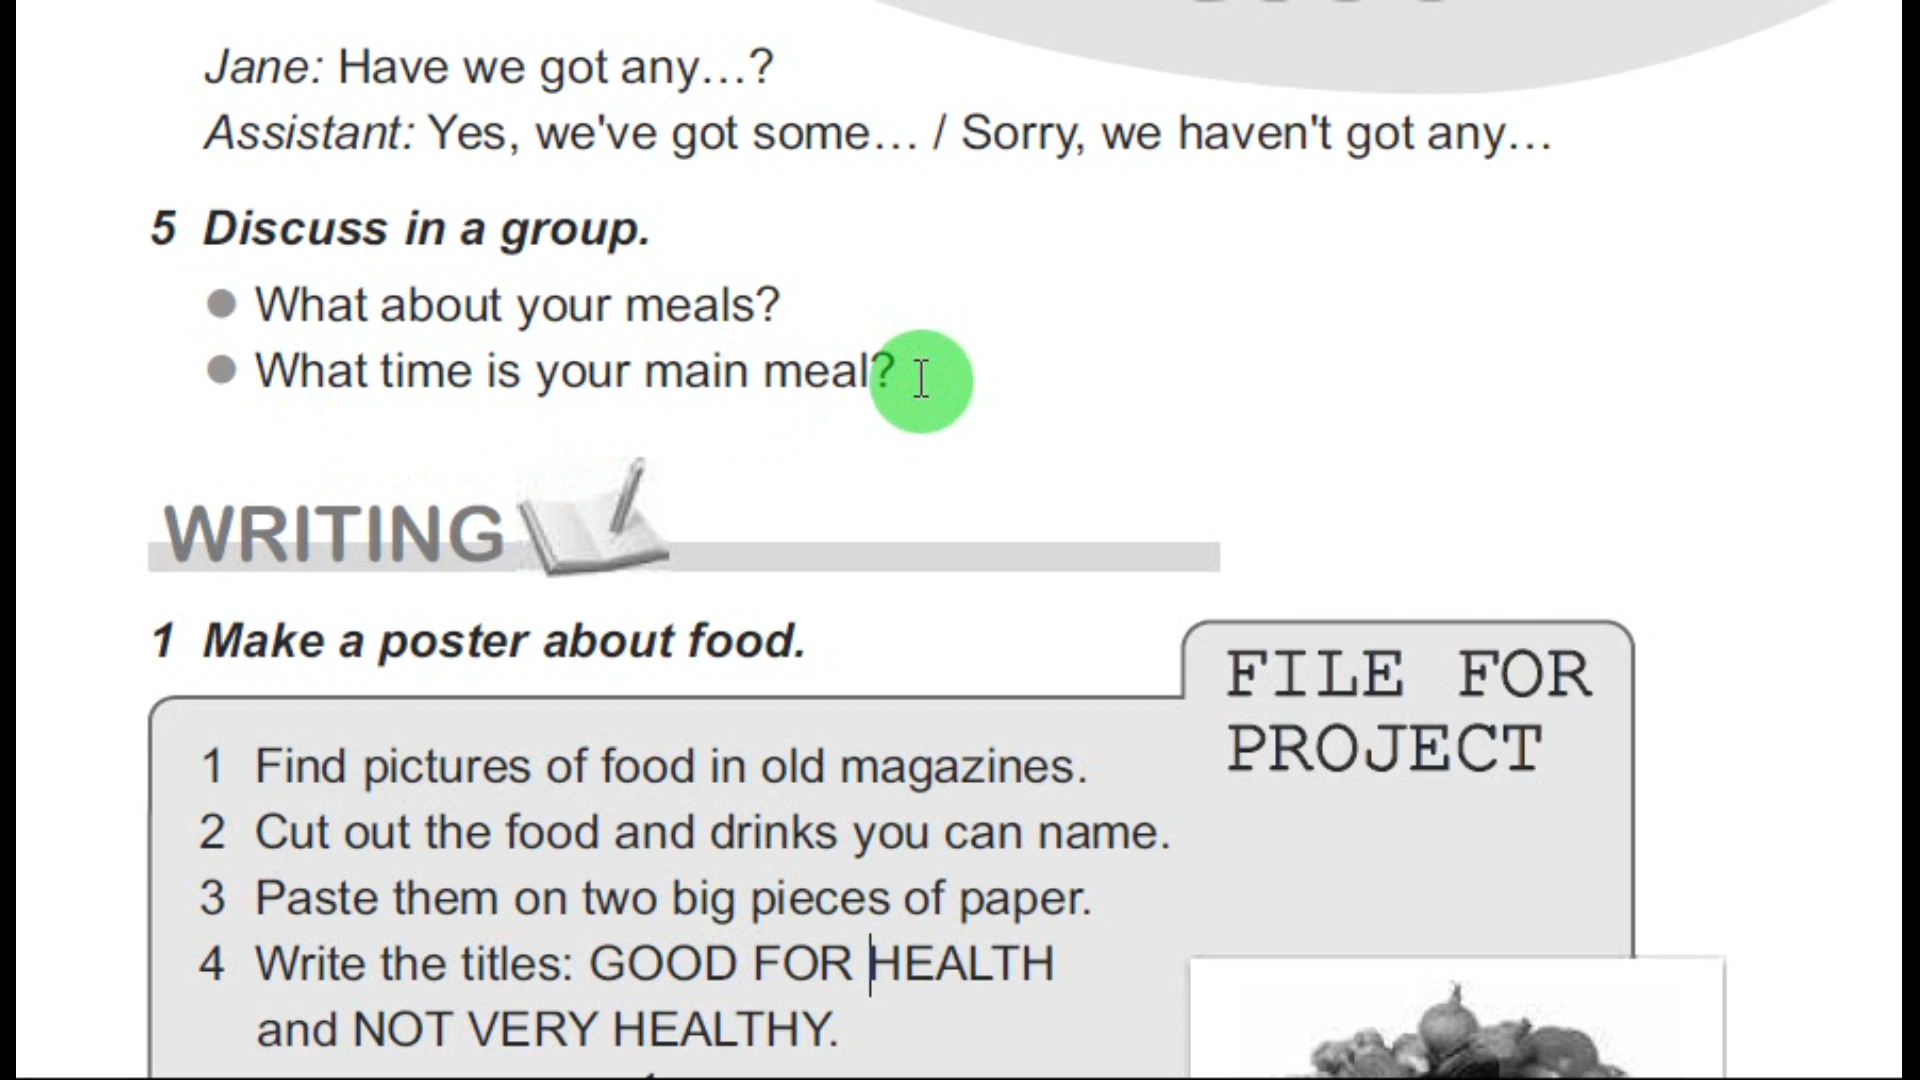 Jane: Have we got any…?
Assistant: Yes, we've got some… / Sorry, we haven't got any…
5 Discuss in a group.
● What about your meals?
● What time is your main meal?
WRITING
1 Make a poster about food.
FILE FOR
PROJECT
1 Find pictures of food in old magazines.
2 Cut out the food and drinks you can name.
3 Paste them on two big pieces of paper.
4 Write the titles: GOOD FOR HEALTH
and NOT VERY HEALTHY.